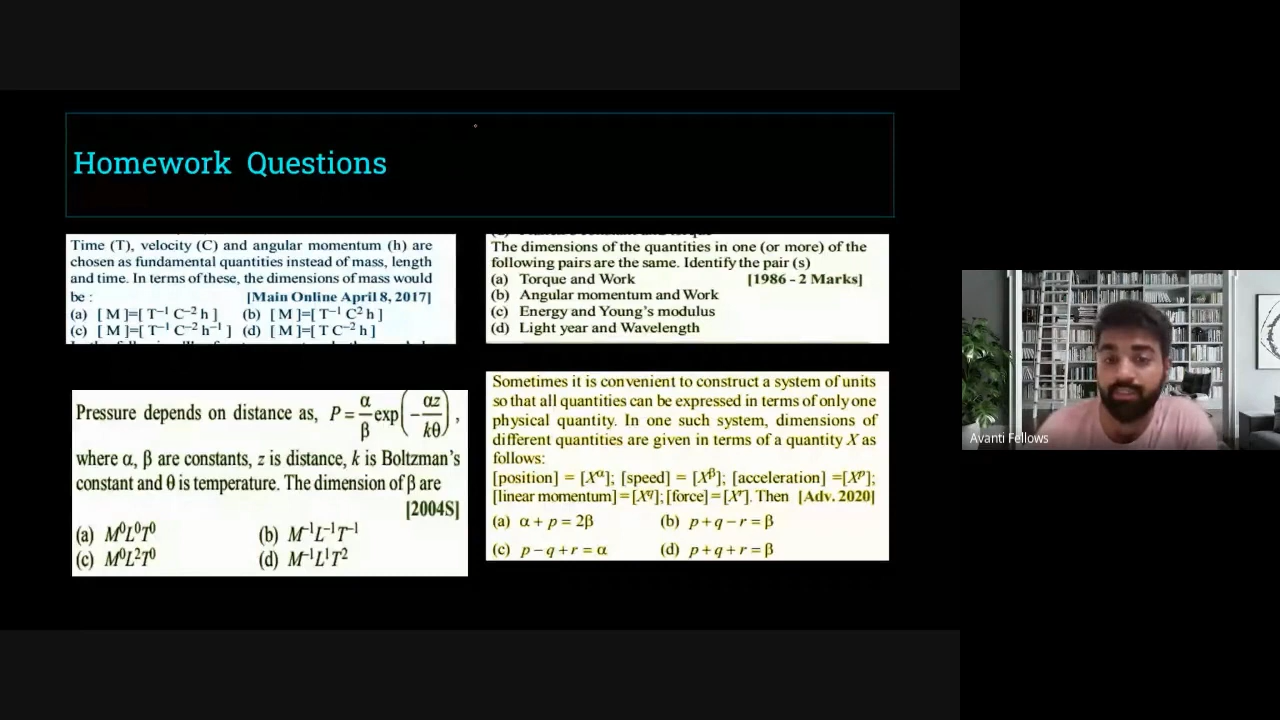 Homework Questions
Time (T), velocity (C) and angular momentum (h) are
chosen as fundamental quantities instead of mass, length
and time. In terms of these, the dimensions of mass would
be : [Main Online April 8, 2017]
(a) [ M ]=[ T⁻¹ C⁻² h ] (b) [ M ]=[ T⁻¹ C² h ]
(c) [ M ]=[ T⁻¹ C⁻² h⁻¹ ] (d) [ M ]=[ T C⁻² h ]
The dimensions of the quantities in one (or more) of the
following pairs are the same. Identify the pair (s)
(a) Torque and Work [1986 - 2 Marks]
(b) Angular momentum and Work
(c) Energy and Young's modulus
(d) Light year and Wavelength
Pressure depends on distance as, P = α/β exp(-αz/kθ),
where α, β are constants, z is distance, k is Boltzman's
constant and θ is temperature. The dimension of β are
[2004S]
(a) M⁰L⁰T⁰ (b) M⁻¹L⁻¹T⁻¹
(c) M⁰L²T⁰ (d) M⁻¹L¹T²
Sometimes it is convenient to construct a system of units
so that all quantities can be expressed in terms of only one
physical quantity. In one such system, dimensions of
different quantities are given in terms of a quantity X as
follows:
[position] = [Xᵅ]; [speed] = [Xᵝ]; [acceleration] =[Xᵖ];
[linear momentum] = [X^q]; [force] = [Xʳ]. Then [Adv. 2020]
(a) α + p = 2β (b) p + q − r = β
(c) p − q + r = α (d) p + q + r = β
Avanti Fellows